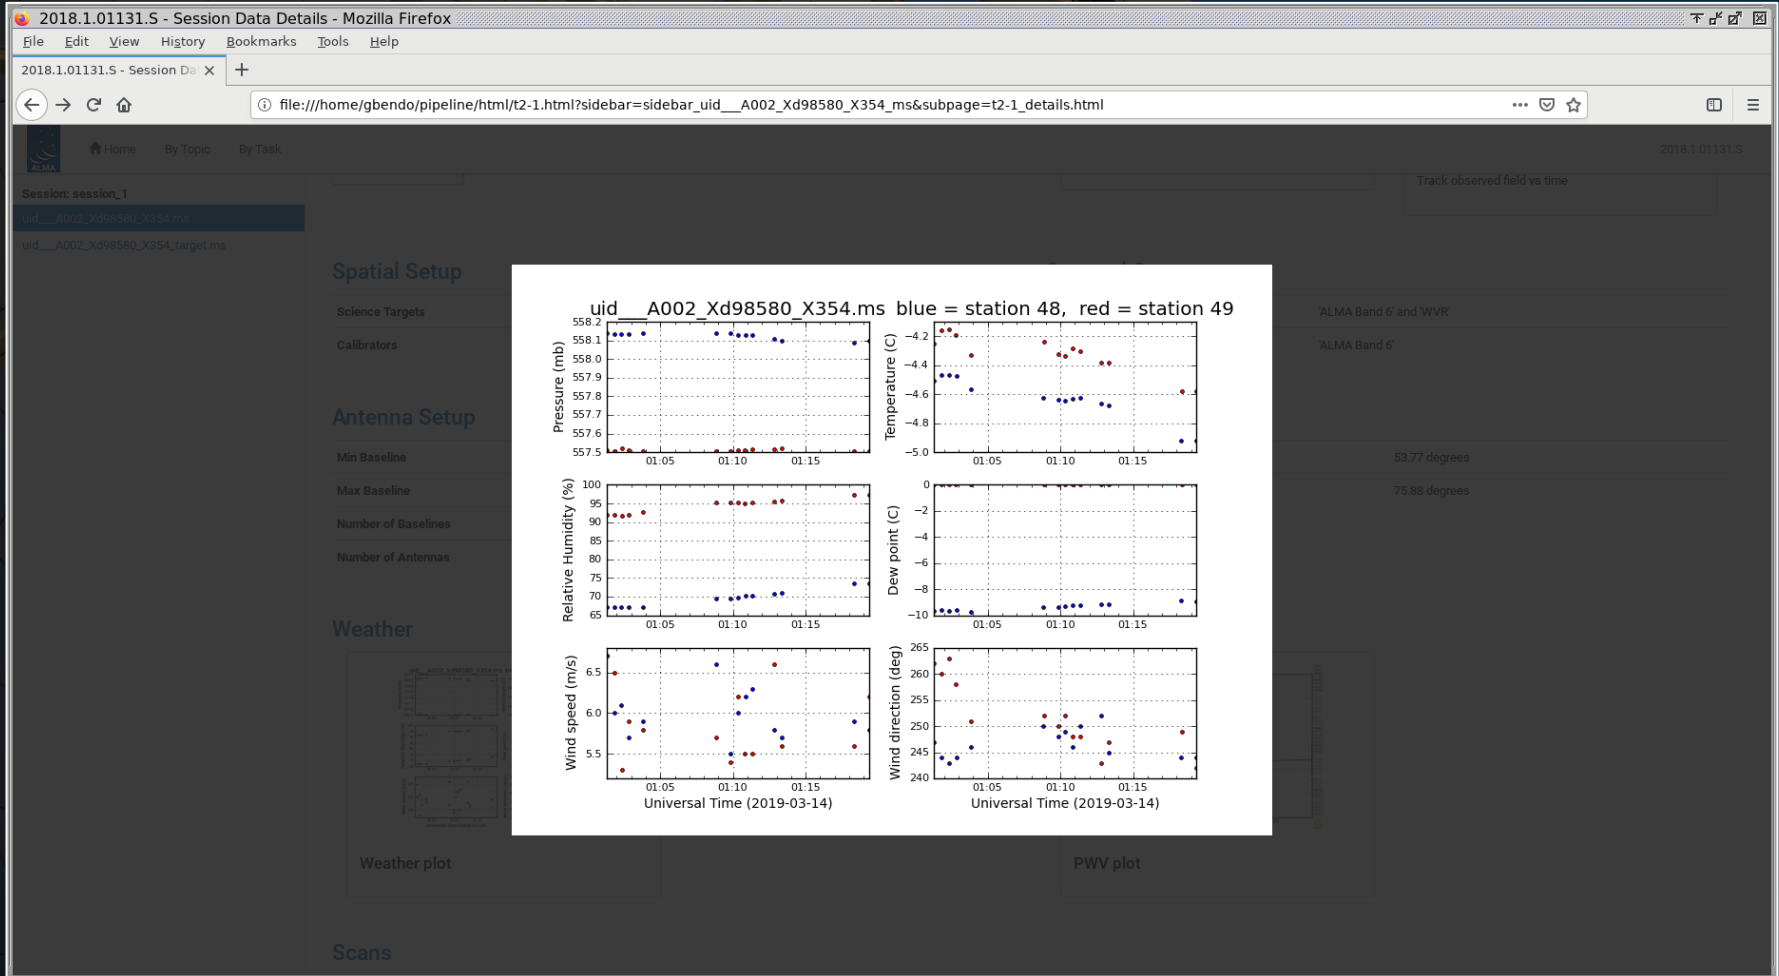 2018.1.01131.S - Session Data Details - Mozilla Firefox
File Edit View History Bookmarks Tools Help
2018.1.01131.S - Session Da
file:///home/gbendo/pipeline/html/t2-1.html?sidebar=sidebar_uid___A002_Xd98580_X354_ms&subpage=t2-1_details.html
ALMA
Home By Topic By Task 2018.1.01131.S
Session: session_1
uid___A002_Xd98580_X354.ms
uid___A002_Xd98580_X354_target.ms
Track observed field vs time
Spatial Setup
Science Targets 'ALMA Band 6' and 'WVR'
Calibrators 'ALMA Band 6'
Antenna Setup
Min Baseline 53.77 degrees
Max Baseline 75.88 degrees
Number of Baselines
Number of Antennas
Weather
Weather plot PWV plot
Scans
uid___A002_Xd98580_X354.ms blue = station 48, red = station 49
Pressure (mb)
558.2
558.1
558.0
557.9
557.8
557.7
557.6
557.5
01:05 01:10 01:15
Temperature (C)
−4.2
−4.4
−4.6
−4.8
−5.0
01:05 01:10 01:15
Relative Humidity (%)
100
95
90
85
80
75
70
65
01:05 01:10 01:15
Dew point (C)
0
−2
−4
−6
−8
−10
01:05 01:10 01:15
Wind speed (m/s)
6.5
6.0
5.5
01:05 01:10 01:15
Universal Time (2019-03-14)
Wind direction (deg)
265
260
255
250
245
240
01:05 01:10 01:15
Universal Time (2019-03-14)